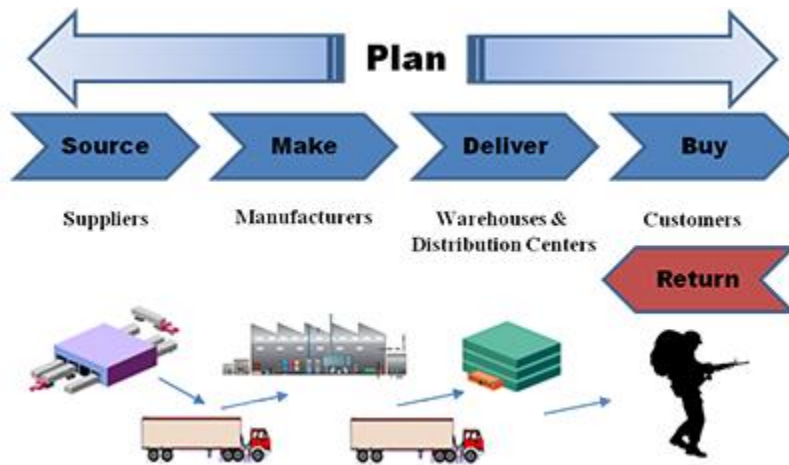 Plan
Source
Make
Deliver
Buy
Suppliers
Manufacturers
Warehouses &
Distribution Centers
Customers
Return